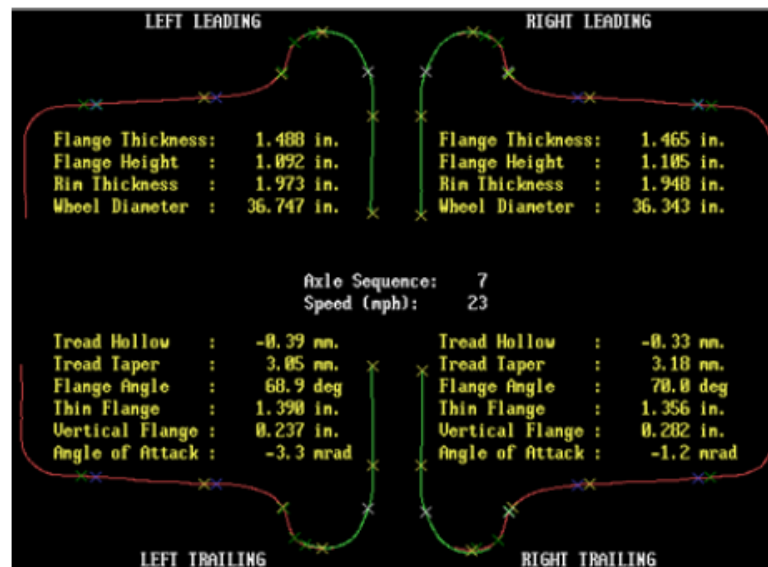 LEFT LEADING RIGHT LEADING
Flange Thickness: 1.488 in. Flange Thickness: 1.465 in.
Flange Height : 1.092 in. Flange Height : 1.105 in.
Rim Thickness : 1.973 in. Rim Thickness : 1.948 in.
Wheel Diameter : 36.747 in. Wheel Diameter : 36.343 in.
Axle Sequence: 7
Speed (mph): 23
Tread Hollow : -0.39 mm. Tread Hollow : -0.33 mm.
Tread Taper : 3.05 mm. Tread Taper : 3.18 mm.
Flange Angle : 68.9 deg Flange Angle : 70.0 deg
Thin Flange : 1.390 in. Thin Flange : 1.356 in.
Vertical Flange : 0.237 in. Vertical Flange : 0.282 in.
Angle of Attack : -3.3 mrad Angle of Attack : -1.2 mrad
LEFT TRAILING RIGHT TRAILING